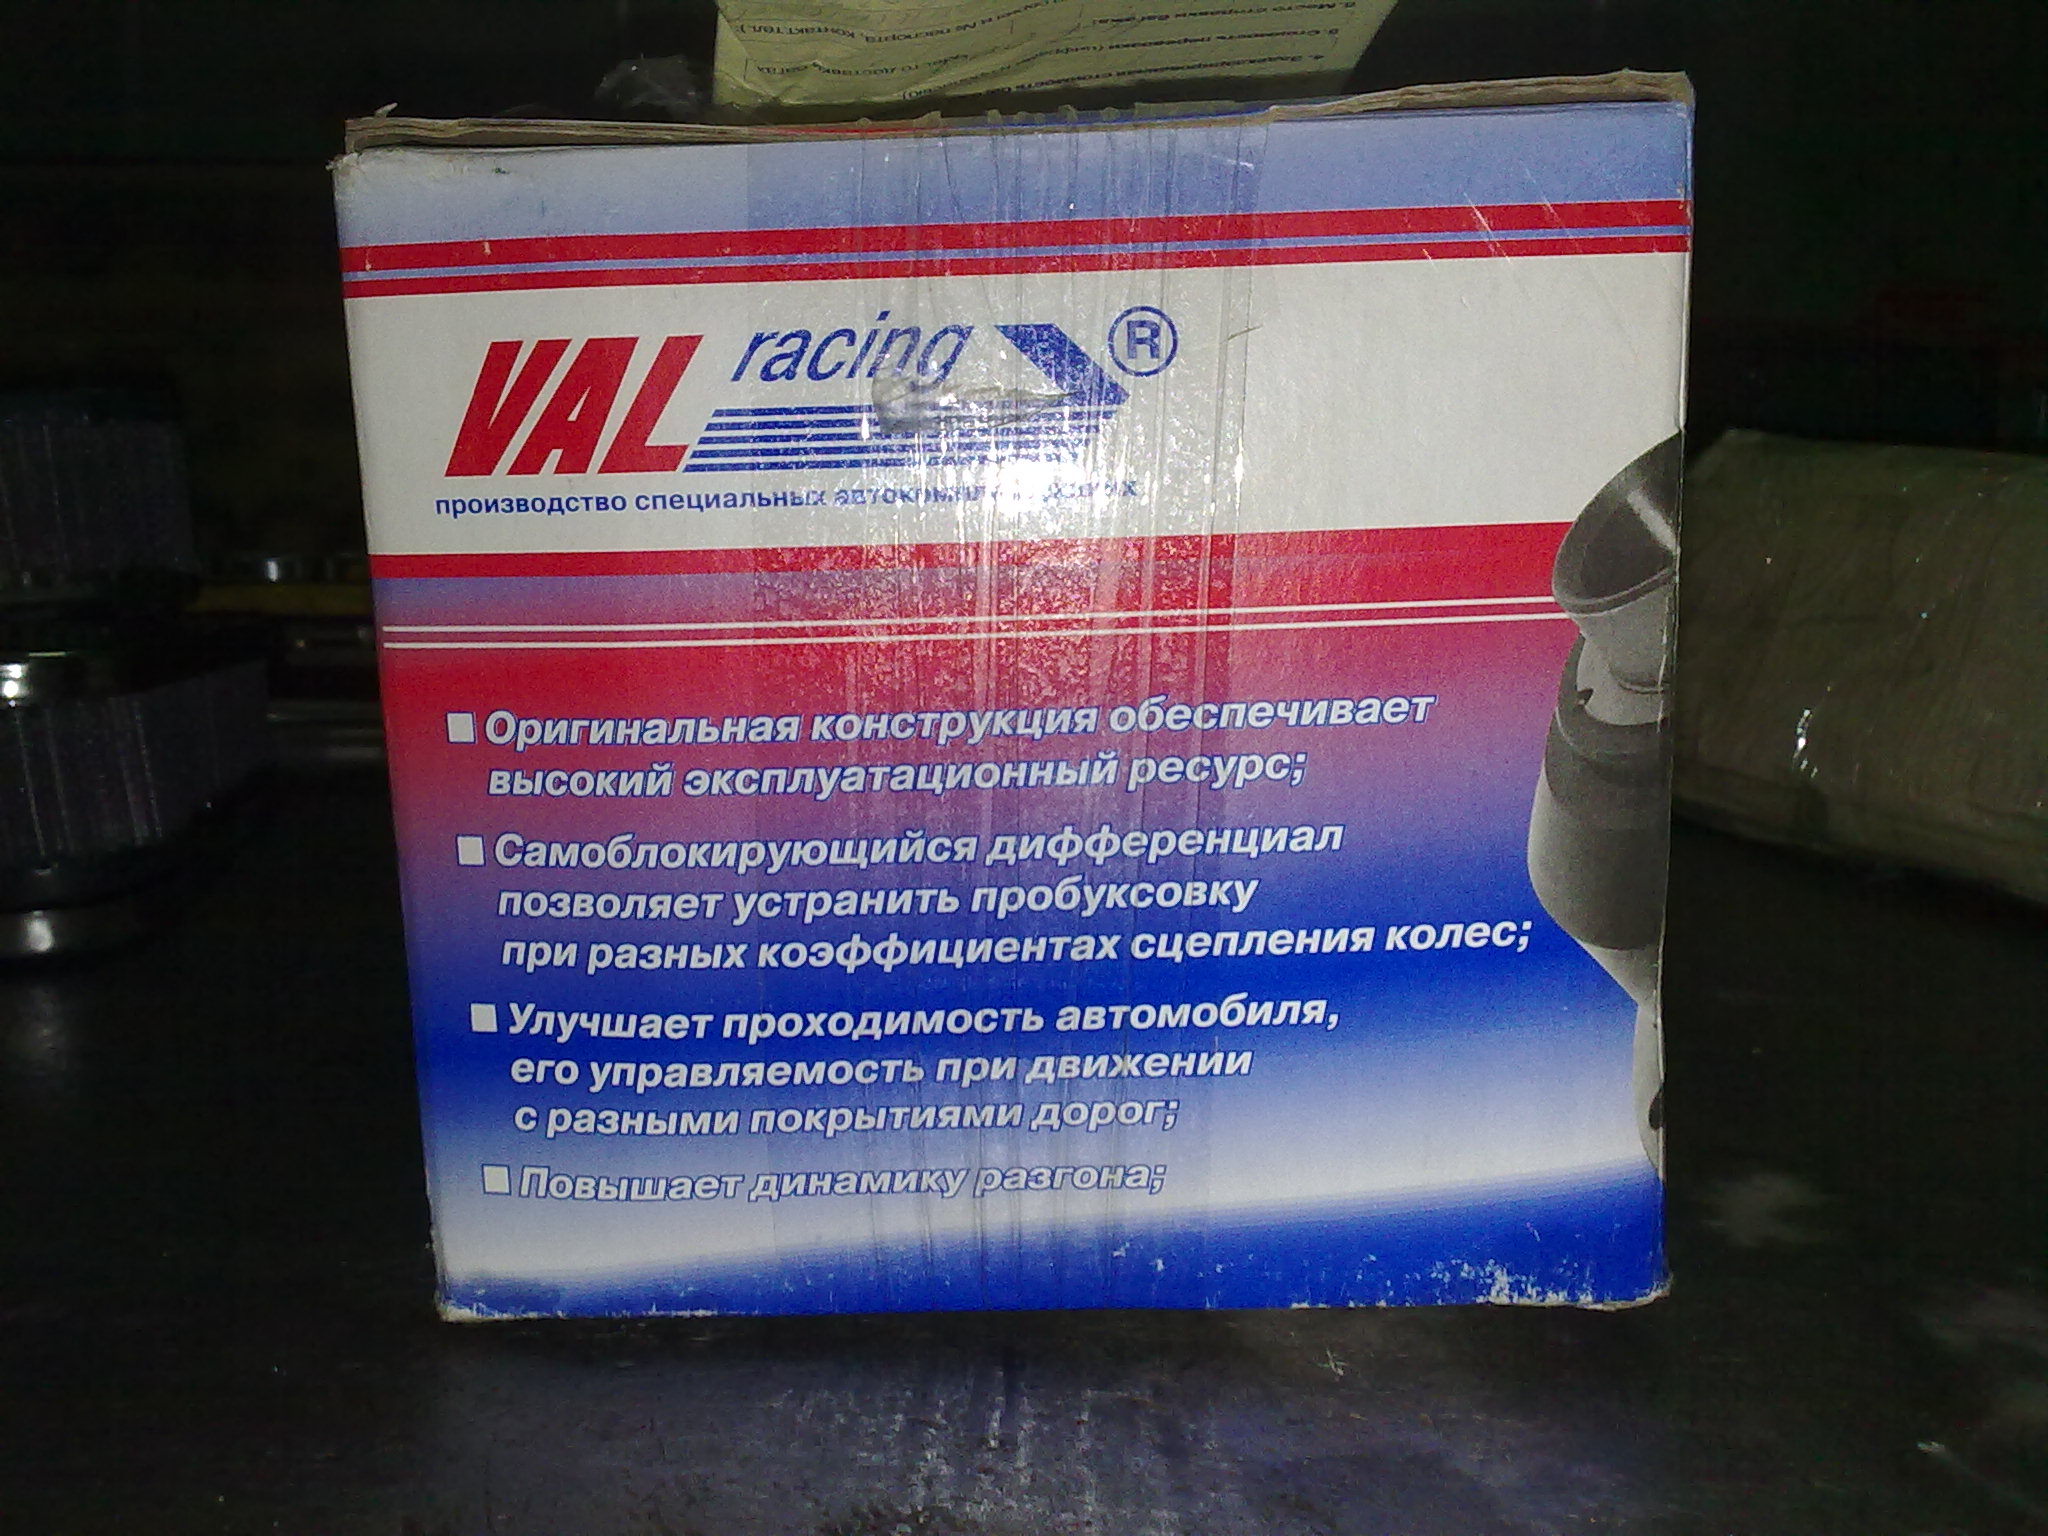 VAL racing ®
производство специальных автокомплектующих
Оригинальная конструкция обеспечивает
высокий эксплуатационный ресурс;
Самоблокирующийся дифференциал
позволяет устранить пробуксовку
при разных коэффициентах сцепления колес;
Улучшает проходимость автомобиля,
его управляемость при движении
с разными покрытиями дорог;
Повышает динамику разгона;